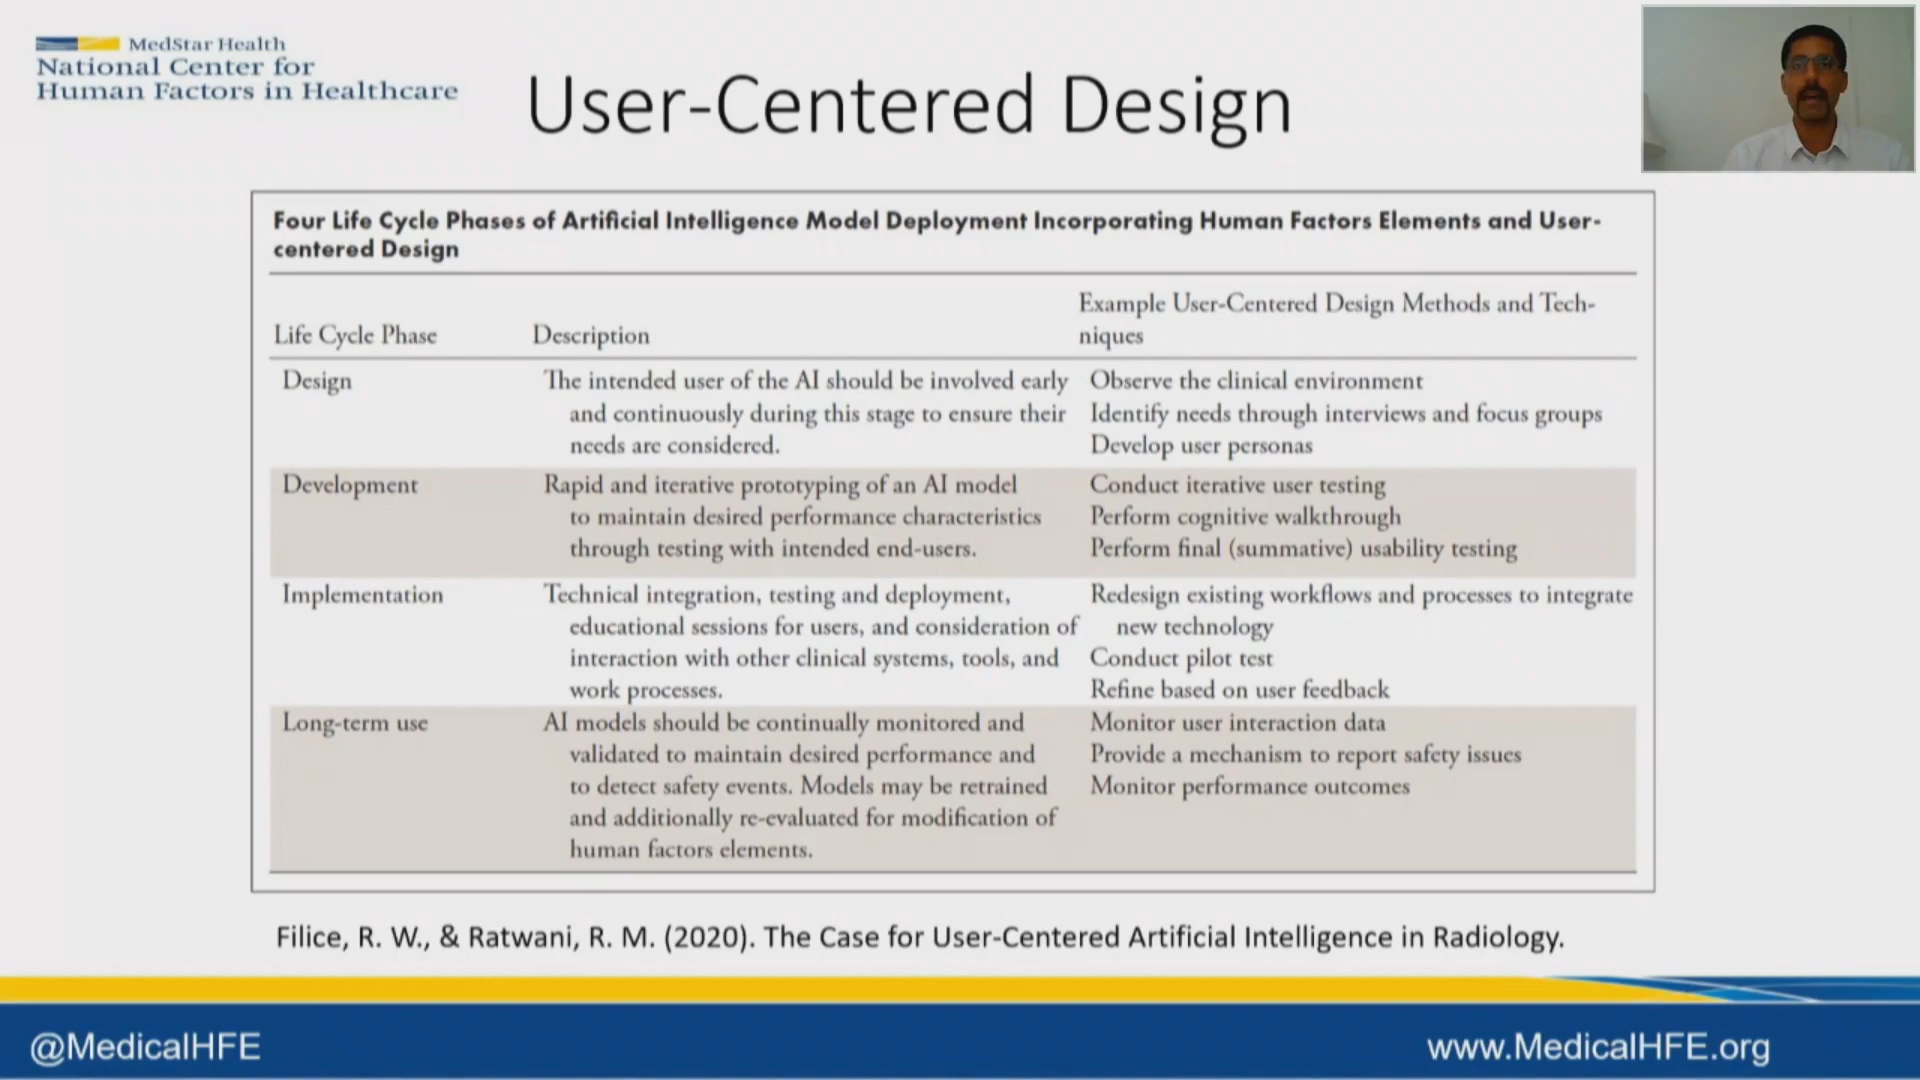 MedStar Health
National Center for
Human Factors in Healthcare
User-Centered Design
Four Life Cycle Phases of Artificial Intelligence Model Deployment Incorporating Human Factors Elements and User-
centered Design
Life Cycle Phase
Description
Example User-Centered Design Methods and Tech-
niques
Design
The intended user of the AI should be involved early
and continuously during this stage to ensure their
needs are considered.
Observe the clinical environment
Identify needs through interviews and focus groups
Develop user personas
Development
Rapid and iterative prototyping of an AI model
to maintain desired performance characteristics
through testing with intended end-users.
Conduct iterative user testing
Perform cognitive walkthrough
Perform final (summative) usability testing
Implementation
Technical integration, testing and deployment,
educational sessions for users, and consideration of
interaction with other clinical systems, tools, and
work processes.
Redesign existing workflows and processes to integrate
new technology
Conduct pilot test
Refine based on user feedback
Long-term use
AI models should be continually monitored and
validated to maintain desired performance and
to detect safety events. Models may be retrained
and additionally re-evaluated for modification of
human factors elements.
Monitor user interaction data
Provide a mechanism to report safety issues
Monitor performance outcomes
Filice, R. W., & Ratwani, R. M. (2020). The Case for User-Centered Artificial Intelligence in Radiology.
@MedicalHFE
www.MedicalHFE.org